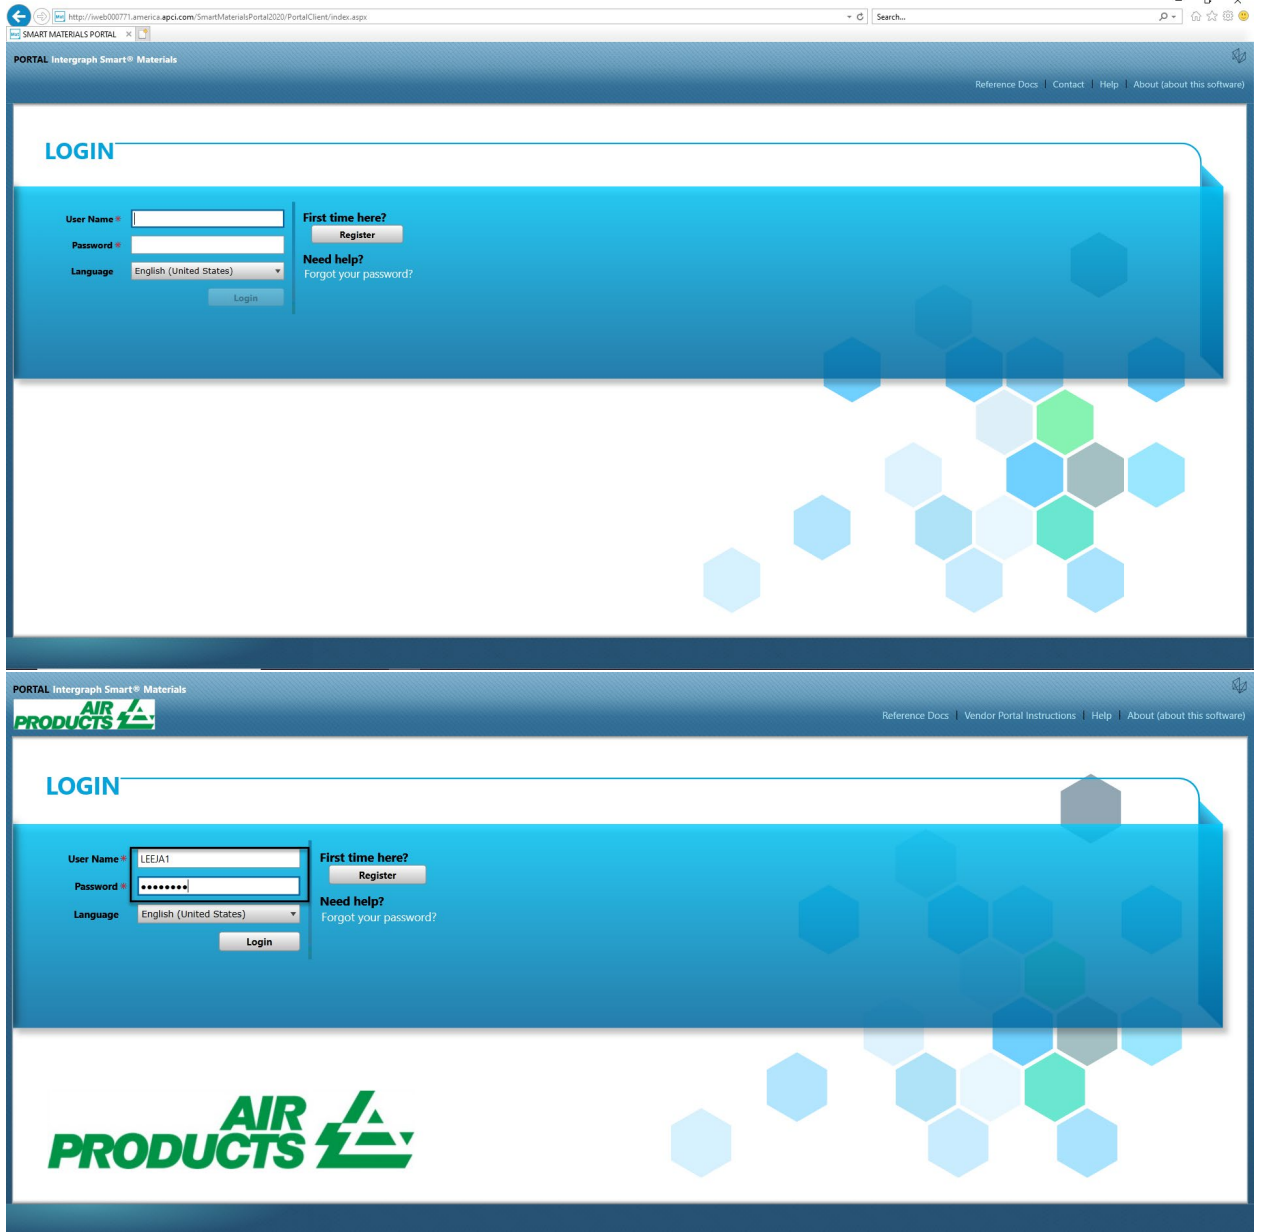 http://iweb000771.america.apci.com/SmartMaterialsPortal2020/PortalClient/index.aspx
Search...
SMART MATERIALS PORTAL
PORTAL Intergraph Smart® Materials
Reference Docs | Contact | Help | About (about this software)
LOGIN
User Name*
First time here?
Register
Password*
Need help?
Language English (United States)
Forgot your password?
Login
PORTAL Intergraph Smart® Materials
AIR
PRODUCTS
Reference Docs | Vendor Portal Instructions | Help | About (about this software)
LOGIN
User Name* LEEJA1
First time here?
Register
Password* ••••••••
Need help?
Language English (United States)
Forgot your password?
Login
AIR
PRODUCTS